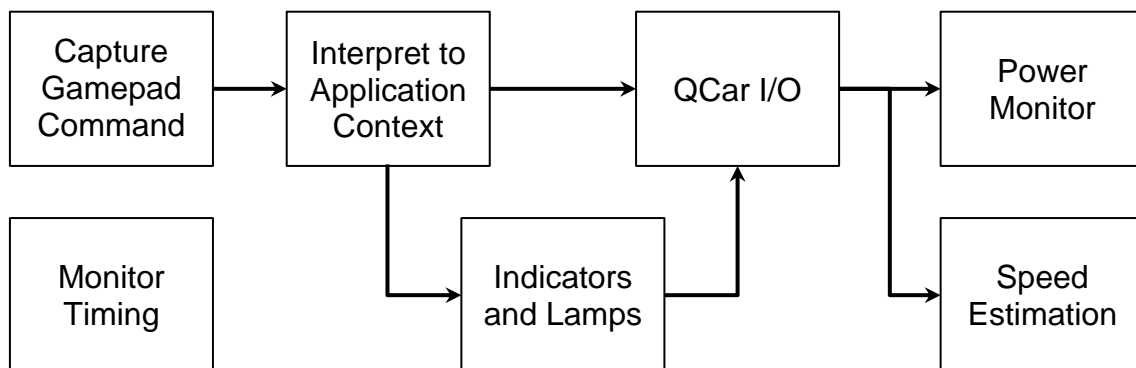 Capture
Gamepad
Command
Interpret to
Application
Context
QCar I/O
Power
Monitor
Monitor
Timing
Indicators
and Lamps
Speed
Estimation